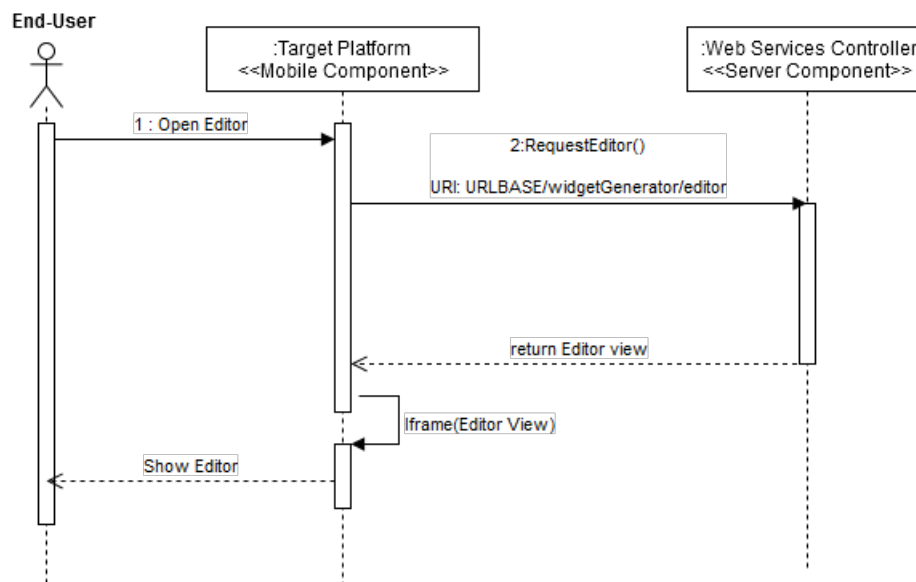 End-User
:Target Platform
<<Mobile Component>>
:Web Services Controller
<<Server Component>>
1 : Open Editor
2:RequestEditor()
URI: URLBASE/widgetGenerator/editor
return Editor view
Iframe(Editor View)
Show Editor